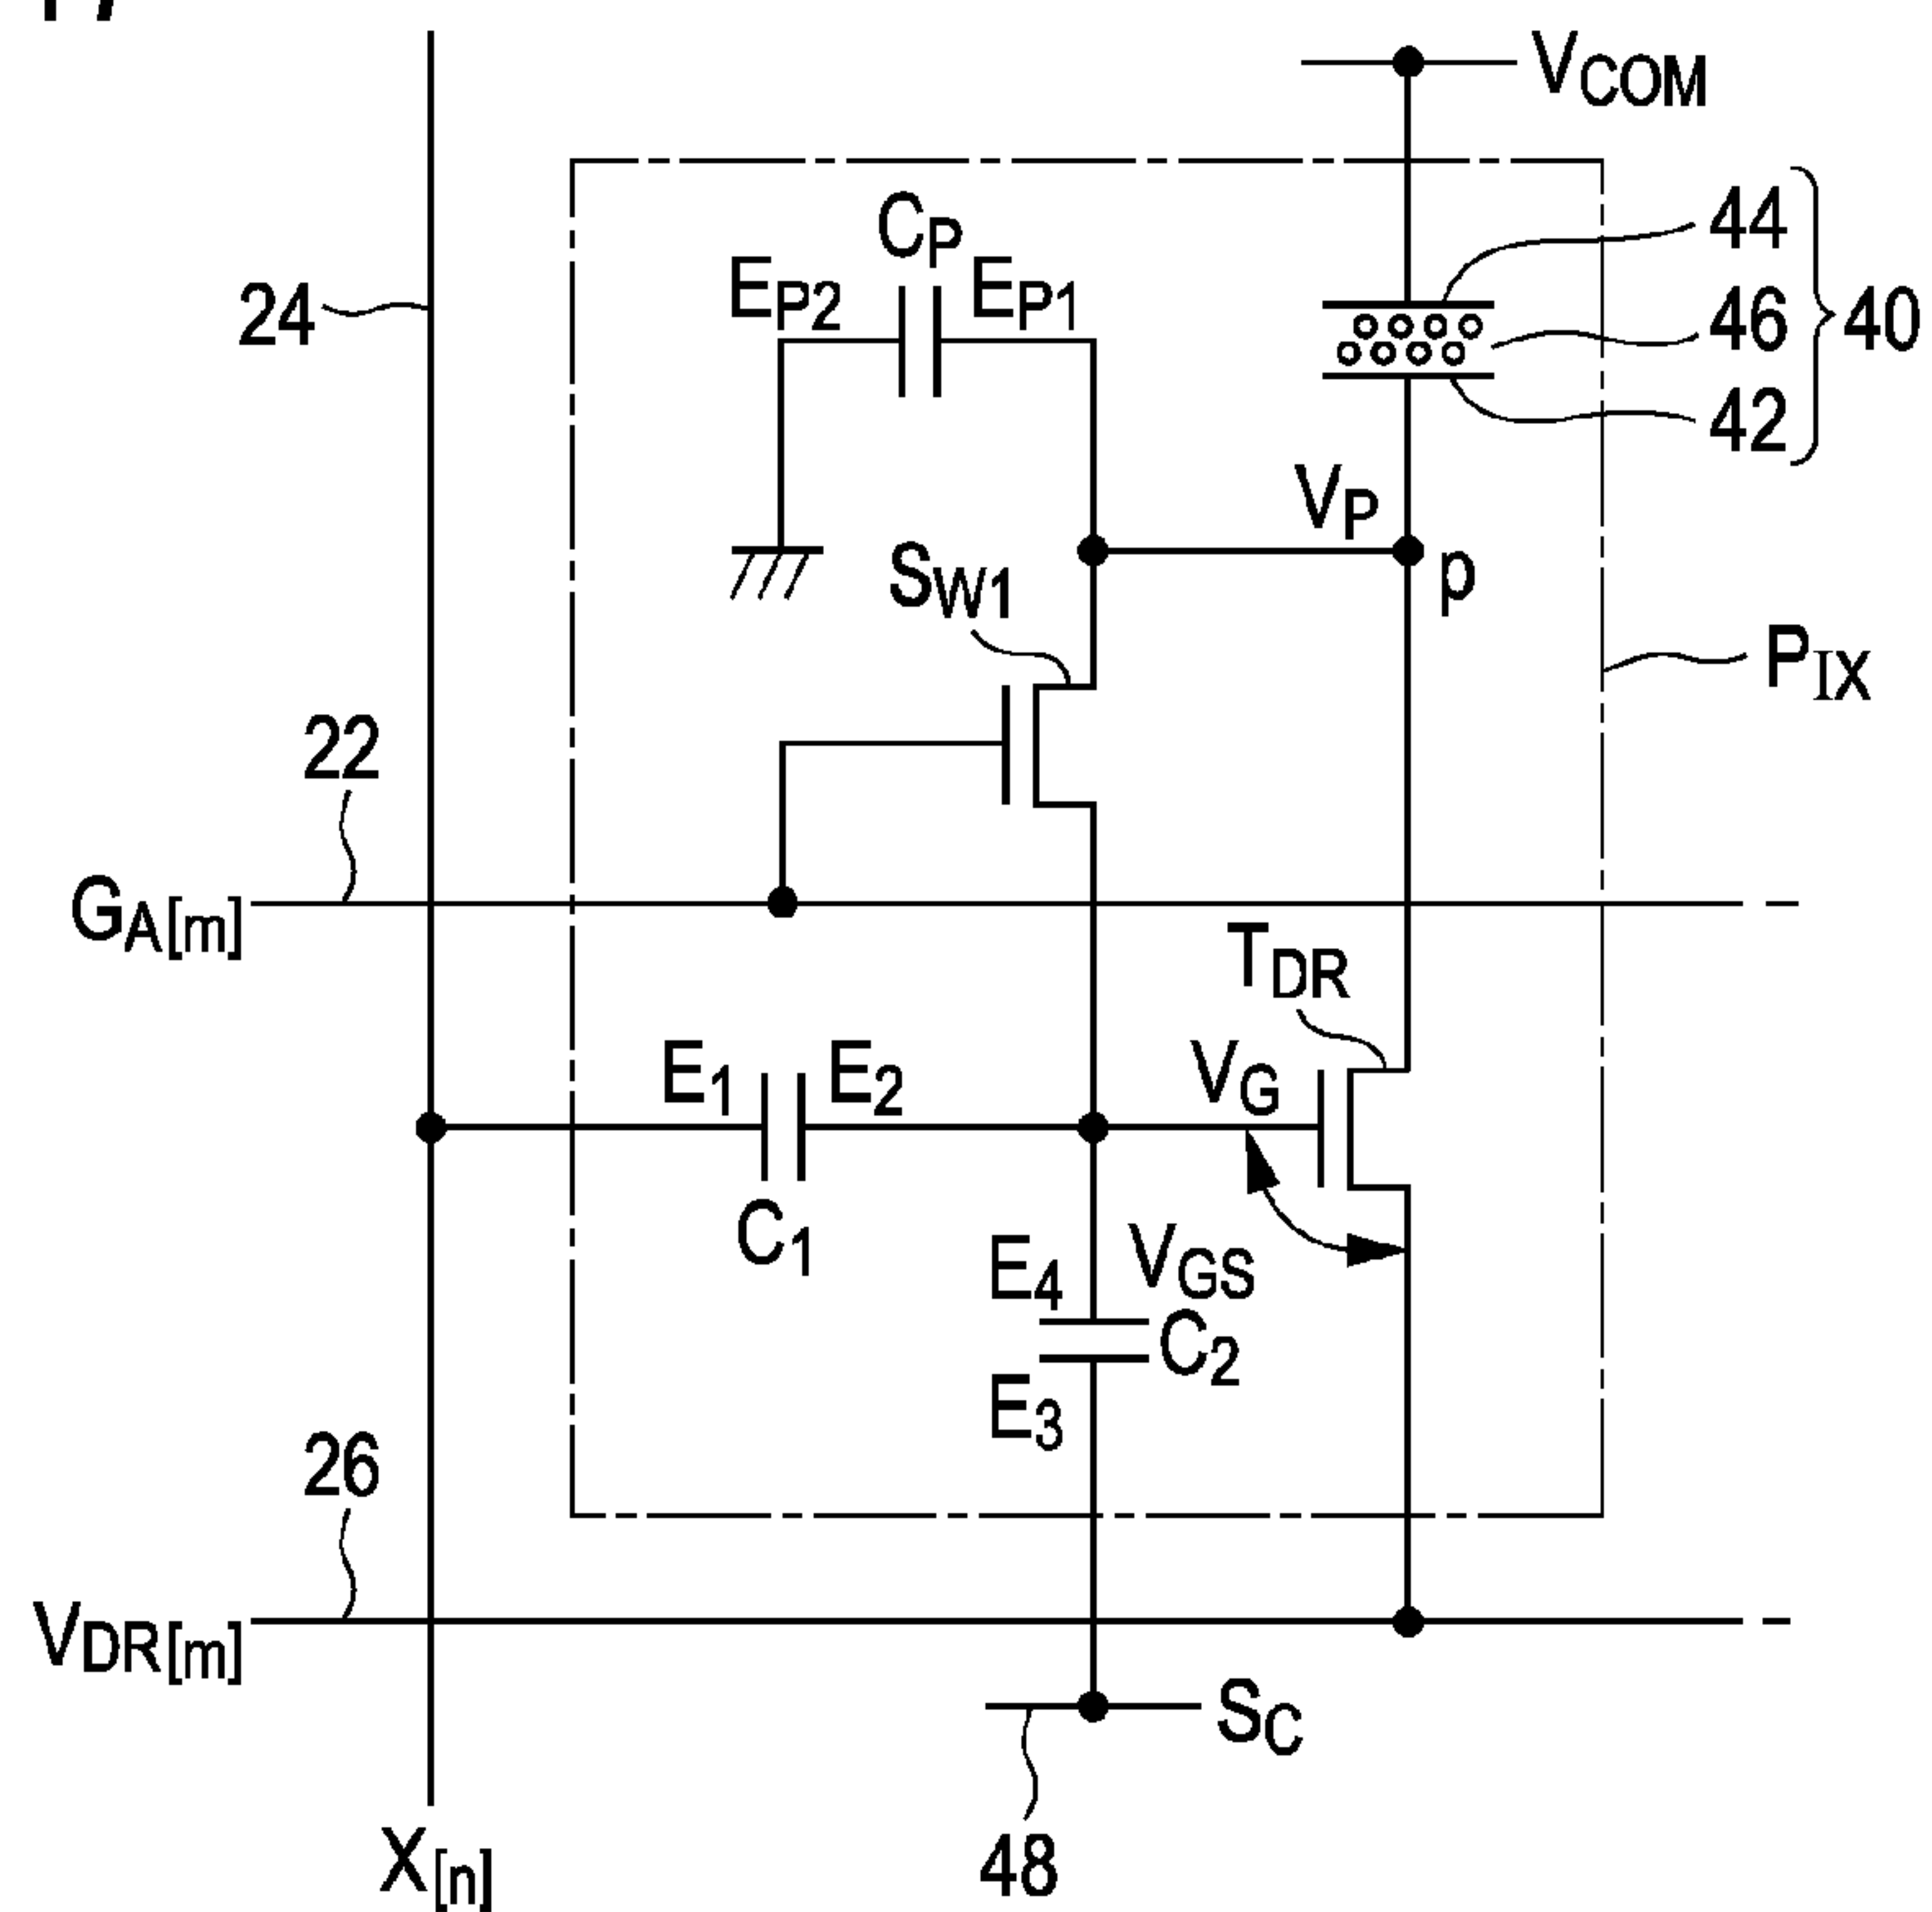 VCOM
44
CP
EP2
EP1
24
46
40
42
VP
SW1
p
PIX
22
GA[m]
TDR
E1
E2
VG
C1
E4
VGS
C2
E3
26
VDR[m]
SC
X[n]
48